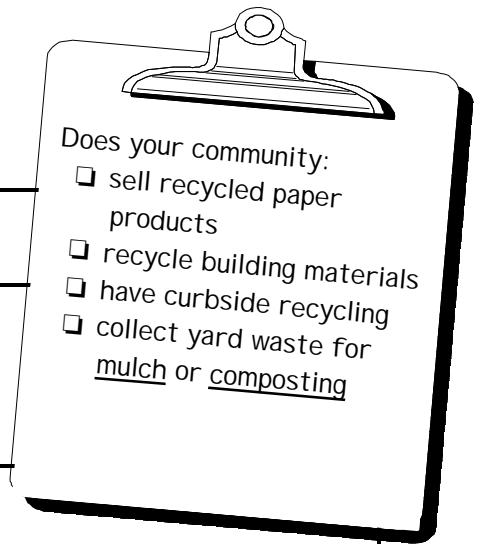 Does your community:
❑ sell recycled paper
products
❑ recycle building materials
❑ have curbside recycling
❑ collect yard waste for
mulch or composting